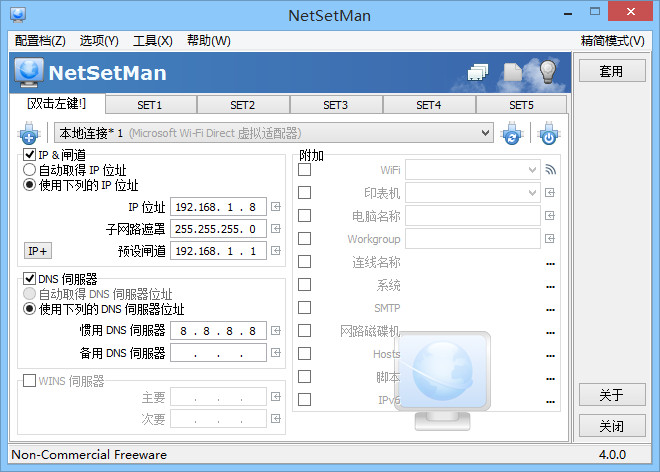 NetSetMan
配置档(Z) 选项(Y) 工具(X) 帮助(W) 精简模式(V)
NetSetMan
套用
[双击左键!] SET1 SET2 SET3 SET4 SET5
本地连接* 1 (Microsoft Wi-Fi Direct 虚拟适配器)
IP & 闸道
自动取得 IP 位址
使用下列的 IP 位址
IP 位址 192.168. 1 . 8
子网路遮罩 255.255.255. 0
IP+ 预设闸道 192.168. 1 . 1
DNS 伺服器
自动取得 DNS 伺服器位址
使用下列的 DNS 伺服器位址
惯用 DNS 伺服器 8 . 8 . 8 . 8
备用 DNS 伺服器 . . .
WINS 伺服器
主要 . . .
次要 . . .
附加
WiFi
印表机
电脑名称
Workgroup
连线名称 ...
系统 ...
SMTP ...
网路磁碟机 ...
Hosts ...
脚本 ...
IPv6 ...
关于
关闭
Non-Commercial Freeware 4.0.0